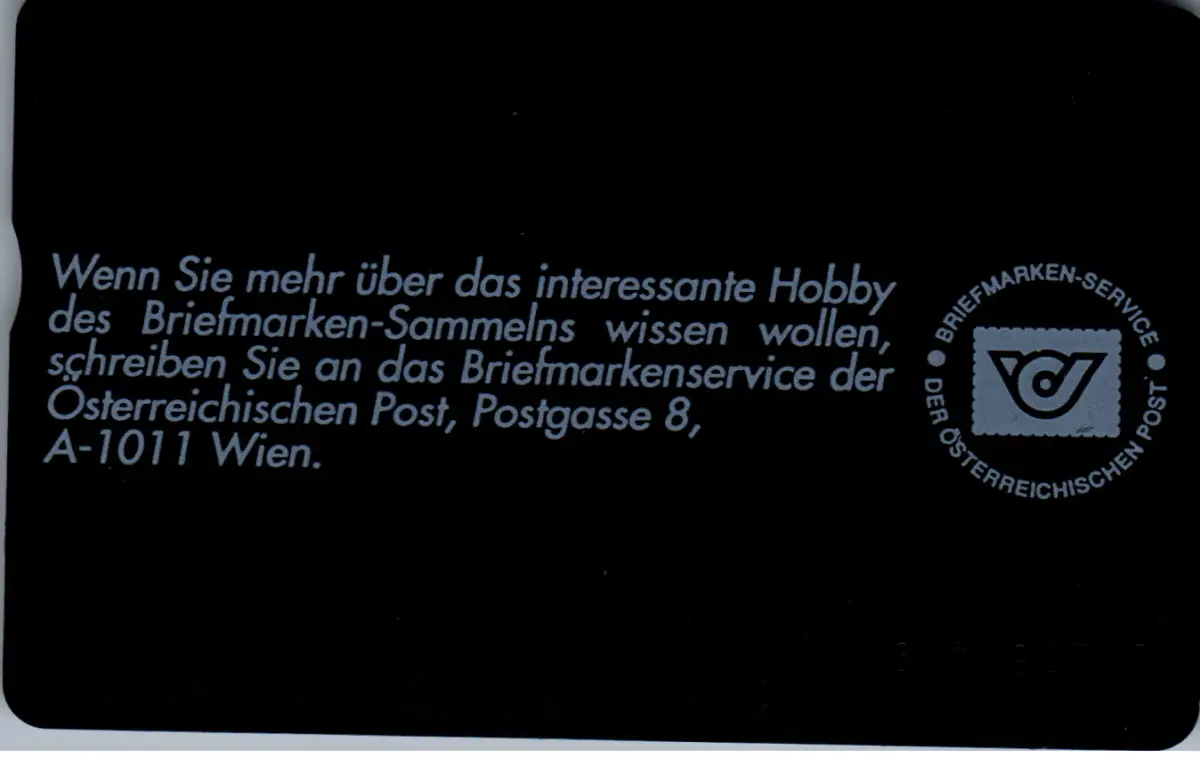 Wenn Sie mehr über das interessante Hobby
des Briefmarken-Sammelns wissen wollen,
schreiben Sie an das Briefmarkenservice der
Österreichischen Post, Postgasse 8,
A-1011 Wien.
• BRIEFMARKEN-SERVICE •
DER ÖSTERREICHISCHEN POST